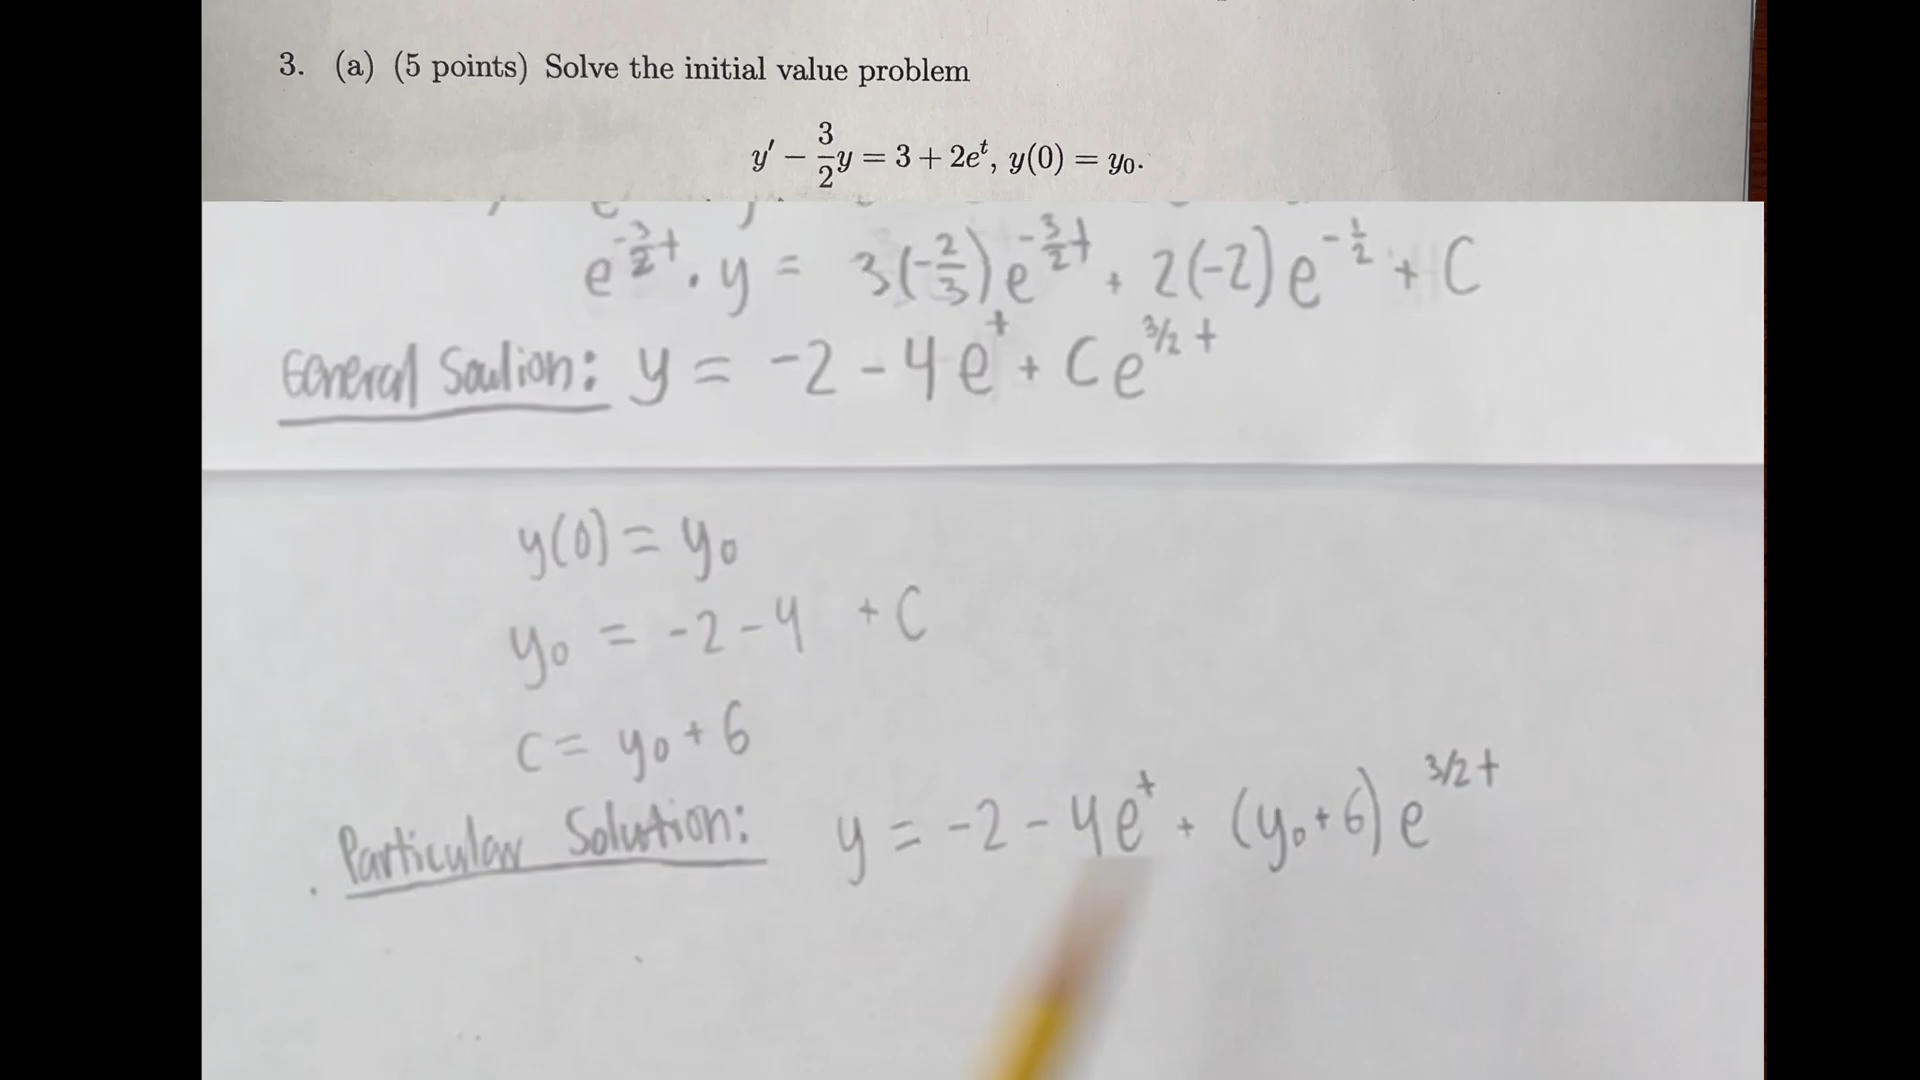 3. (a) (5 points) Solve the initial value problem
y′ − 3/2 y = 3 + 2e^t, y(0) = y₀.
e^(-3/2 t) · y = 3(-2/3)e^(-3/2 t) + 2(-2)e^(-1/2) + C
General Soulion: y = -2 - 4e^t + Ce^(3/2 t)
y(0) = y₀
y₀ = -2 - 4 + C
C = y₀ + 6
Particular Solution: y = -2 - 4e^t + (y₀ + 6)e^(3/2 t)